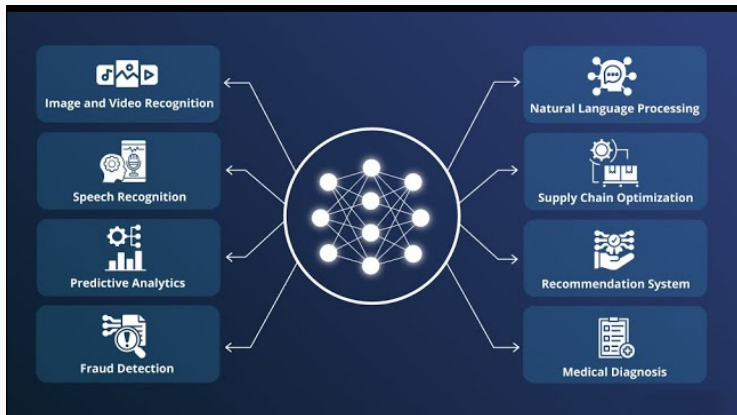 Image and Video Recognition
Speech Recognition
Predictive Analytics
Fraud Detection
Natural Language Processing
Supply Chain Optimization
Recommendation System
Medical Diagnosis